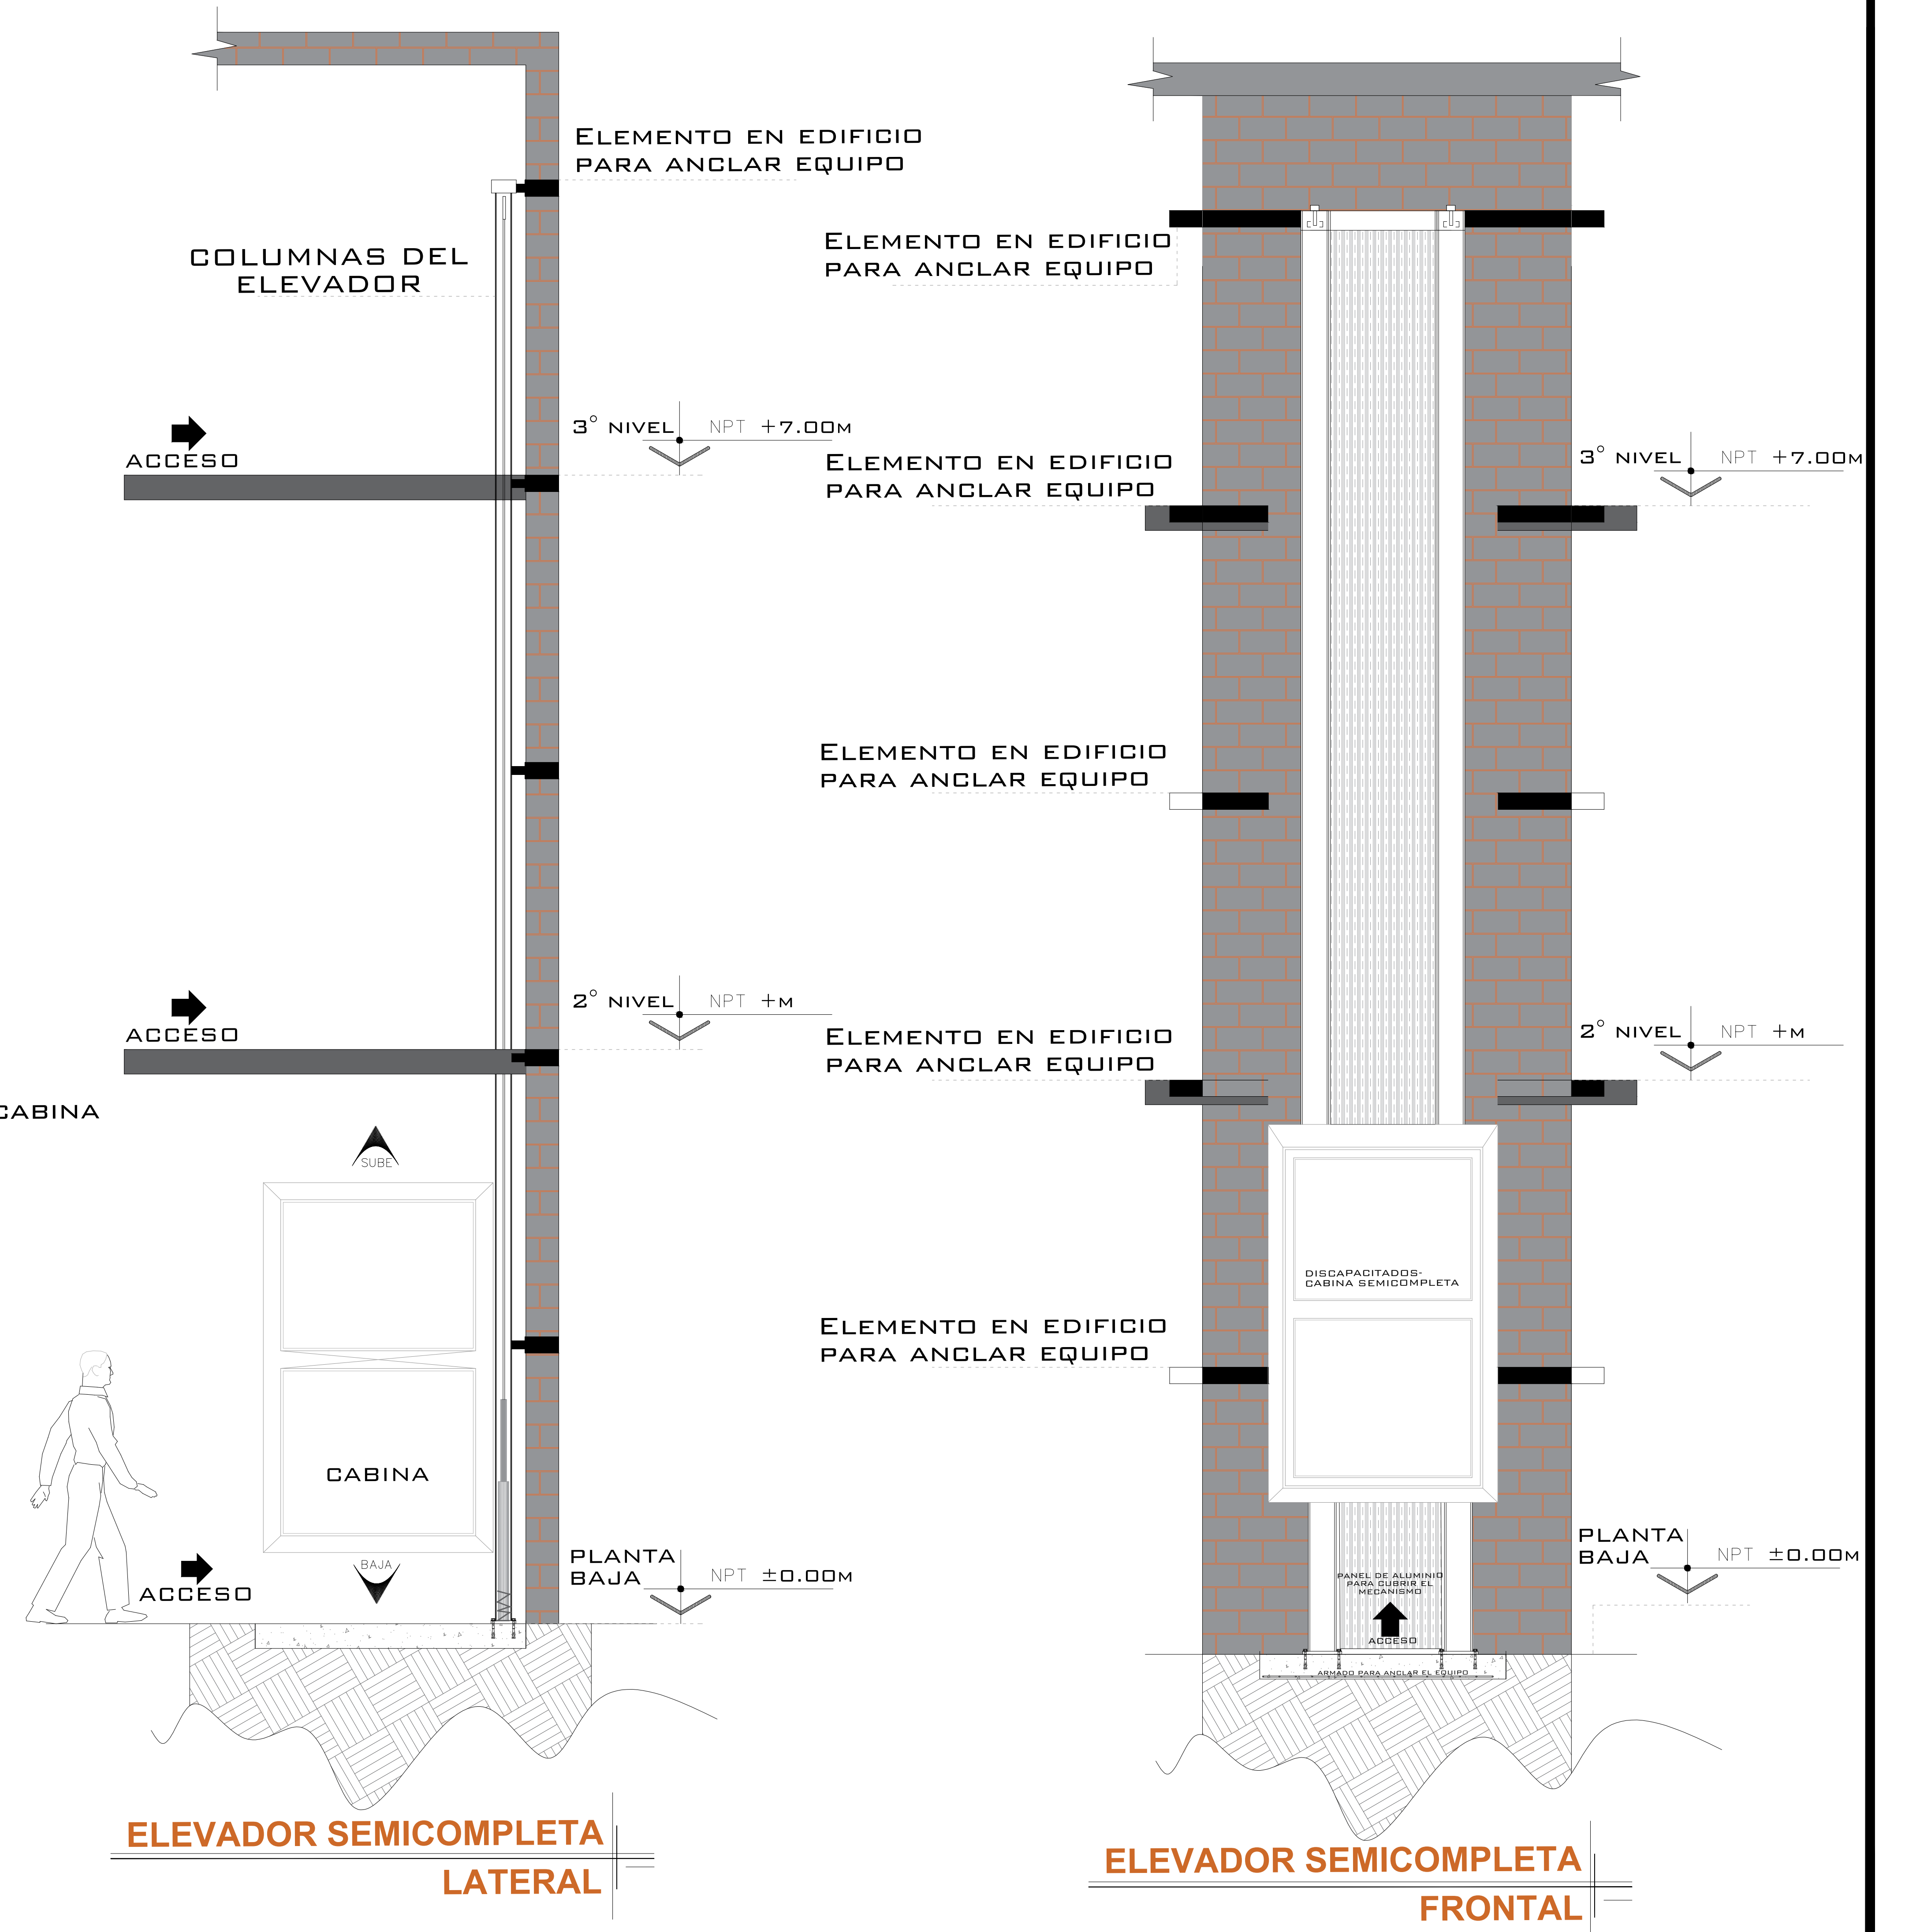 ELEMENTO EN EDIFICIO
PARA ANCLAR EQUIPO
COLUMNAS DEL
ELEVADOR
ACCESO
3° NIVEL NPT +7.00M
ACCESO
2° NIVEL NPT +M
CABINA
SUBE
CABINA
BAJA
ACCESO
PLANTA
BAJA NPT ±0.00M
ELEVADOR SEMICOMPLETA
LATERAL
ELEMENTO EN EDIFICIO
PARA ANCLAR EQUIPO
ELEMENTO EN EDIFICIO
PARA ANCLAR EQUIPO
3° NIVEL NPT +7.00M
ELEMENTO EN EDIFICIO
PARA ANCLAR EQUIPO
ELEMENTO EN EDIFICIO
PARA ANCLAR EQUIPO
2° NIVEL NPT +M
DISCAPACITADOS-
CABINA SEMICOMPLETA
ELEMENTO EN EDIFICIO
PARA ANCLAR EQUIPO
PLANTA
BAJA NPT ±0.00M
PANEL DE ALUMINIO
PARA CUBRIR EL
MECANISMO
ACCESO
ARMADO PARA ANCLAR EL EQUIPO
ELEVADOR SEMICOMPLETA
FRONTAL